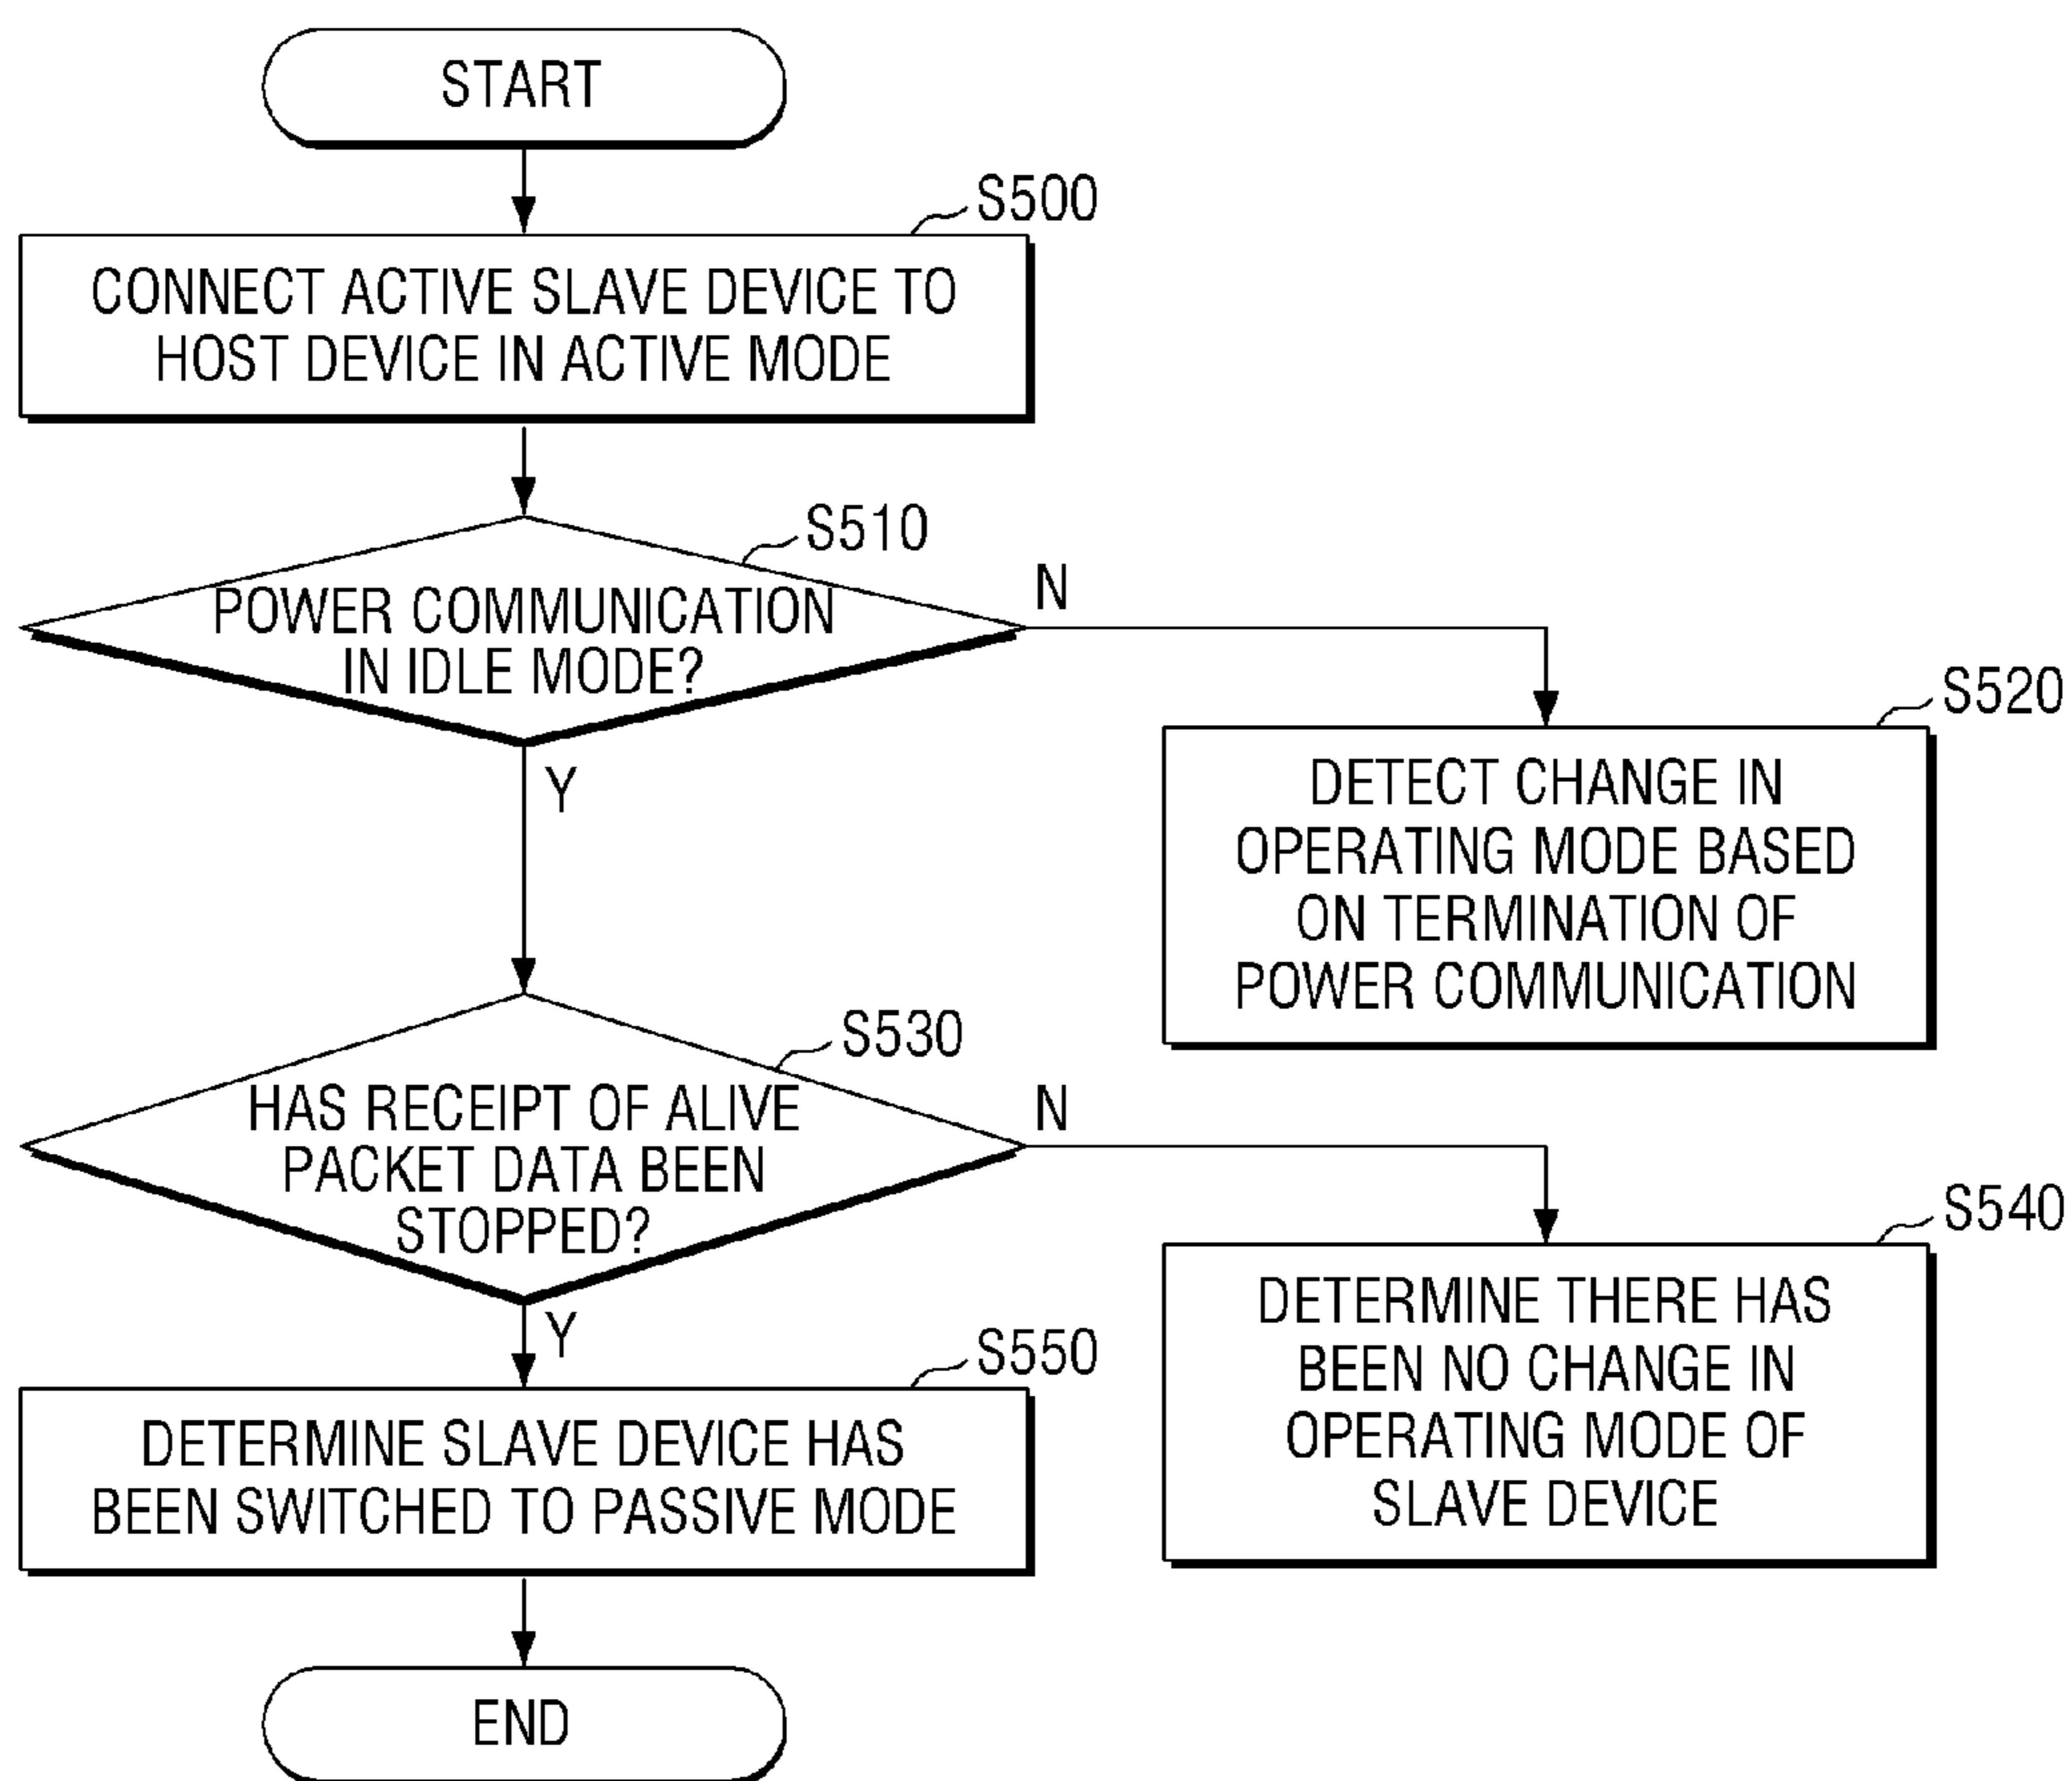 START
S500
CONNECT ACTIVE SLAVE DEVICE TO
HOST DEVICE IN ACTIVE MODE
S510
POWER COMMUNICATION
IN IDLE MODE?
N
Y
S520
DETECT CHANGE IN
OPERATING MODE BASED
ON TERMINATION OF
POWER COMMUNICATION
S530
HAS RECEIPT OF ALIVE
PACKET DATA BEEN
STOPPED?
N
Y
S540
DETERMINE THERE HAS
BEEN NO CHANGE IN
OPERATING MODE OF
SLAVE DEVICE
S550
DETERMINE SLAVE DEVICE HAS
BEEN SWITCHED TO PASSIVE MODE
END